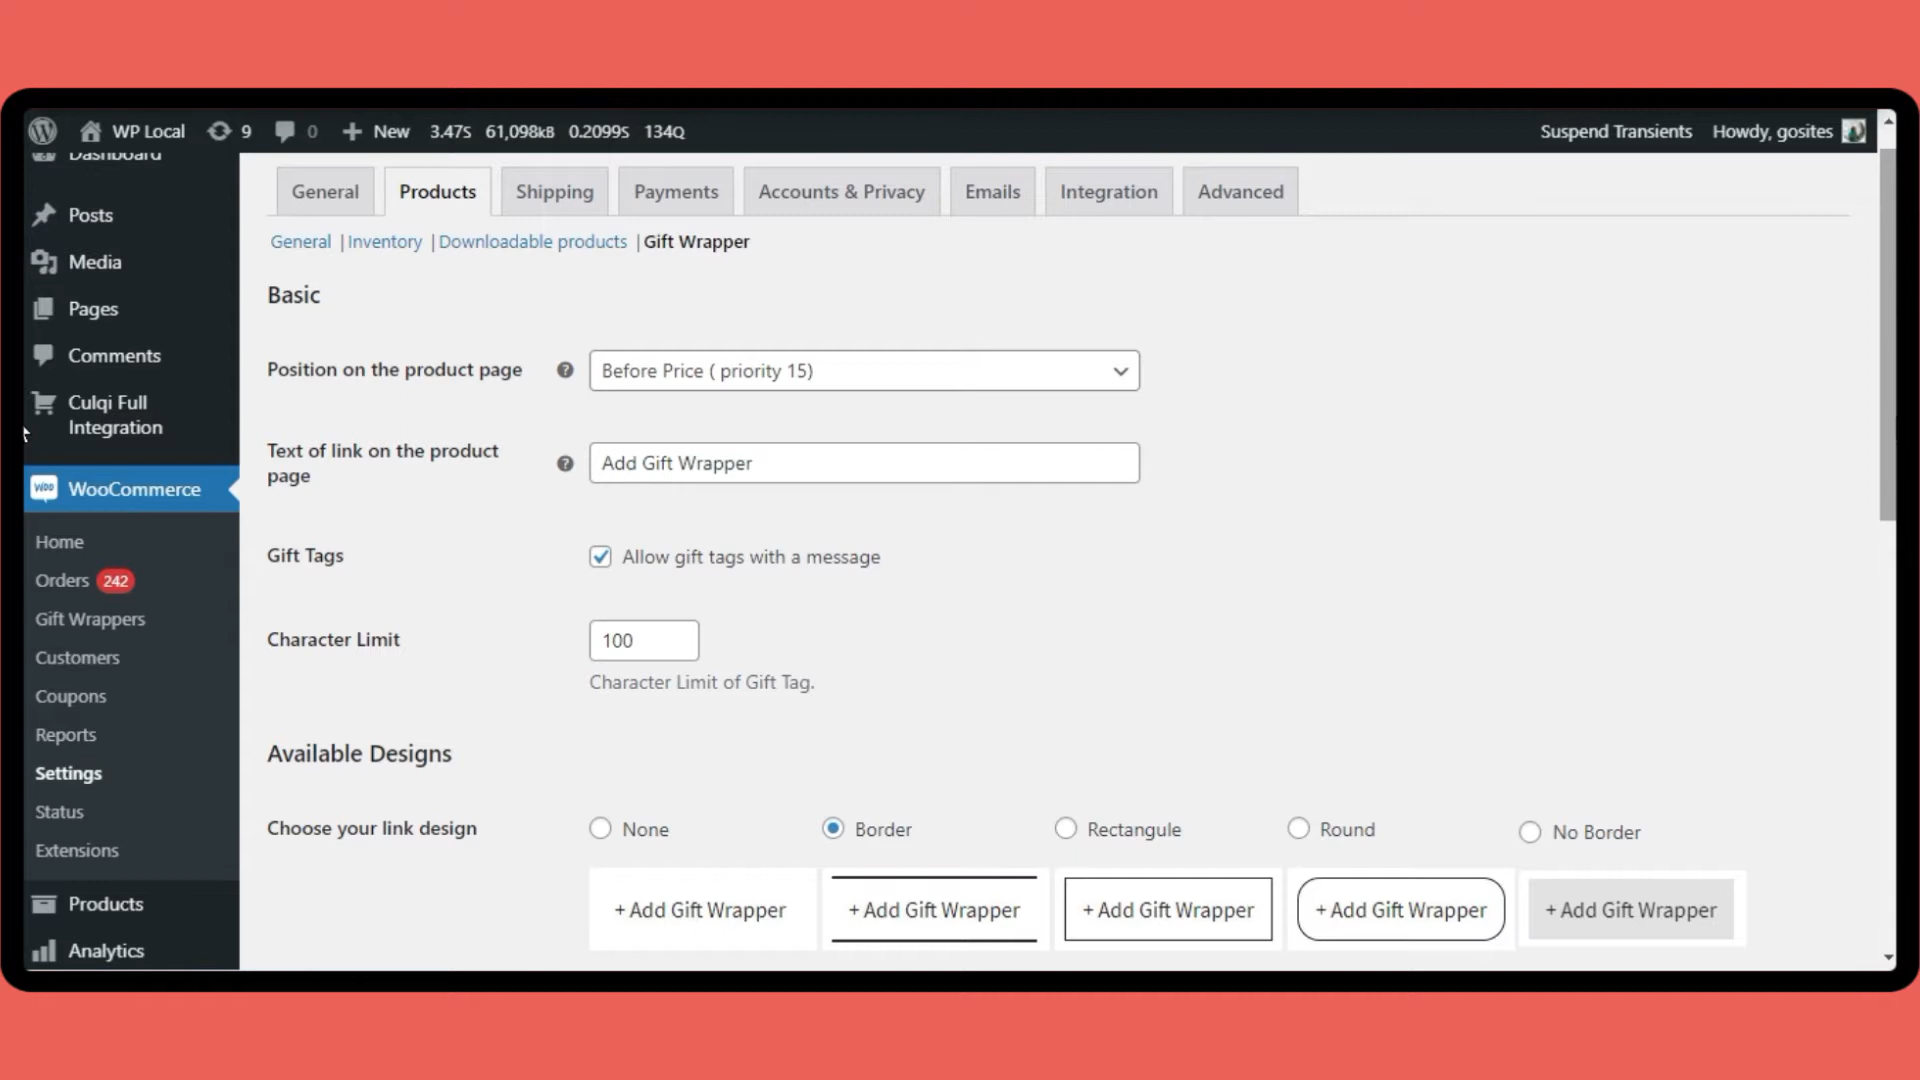 WP Local 9 0 New 3.47S 61,098kB 0.2099S 134Q Suspend Transients Howdy, gosites
Dashboard
Posts
Media
Pages
Comments
Culqi Full
Integration
Woo WooCommerce
Home
Orders 242
Gift Wrappers
Customers
Coupons
Reports
Settings
Status
Extensions
Products
Analytics
General Products Shipping Payments Accounts & Privacy Emails Integration Advanced
General | Inventory | Downloadable products | Gift Wrapper
Basic
Position on the product page ? Before Price ( priority 15)
Text of link on the product
page ? Add Gift Wrapper
Gift Tags Allow gift tags with a message
Character Limit 100
Character Limit of Gift Tag.
Available Designs
Choose your link design None Border Rectangule Round No Border
+ Add Gift Wrapper + Add Gift Wrapper + Add Gift Wrapper + Add Gift Wrapper + Add Gift Wrapper